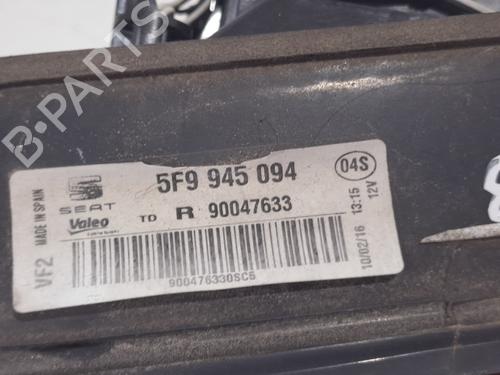 B-PARTS
5F9 945 094
04S
SEAT
Valeo
TD R 90047633
MADE IN SPAIN
VF2
10/02/16 13:15
12V
900476330SC5